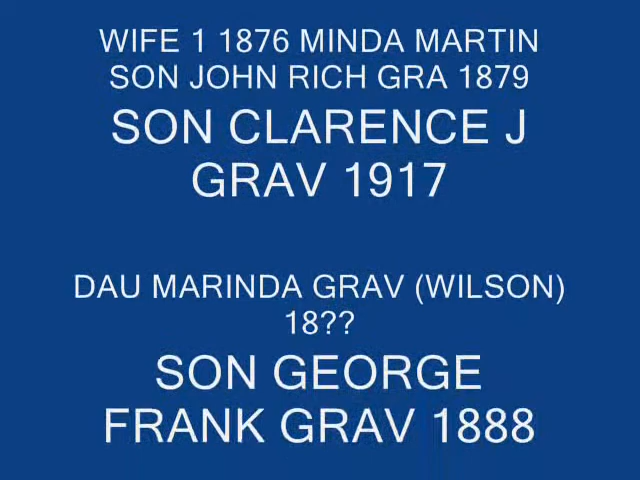 WIFE 1 1876 MINDA MARTIN
SON JOHN RICH GRA 1879
SON CLARENCE J
GRAV 1917
DAU MARINDA GRAV (WILSON)
18??
SON GEORGE
FRANK GRAV 1888